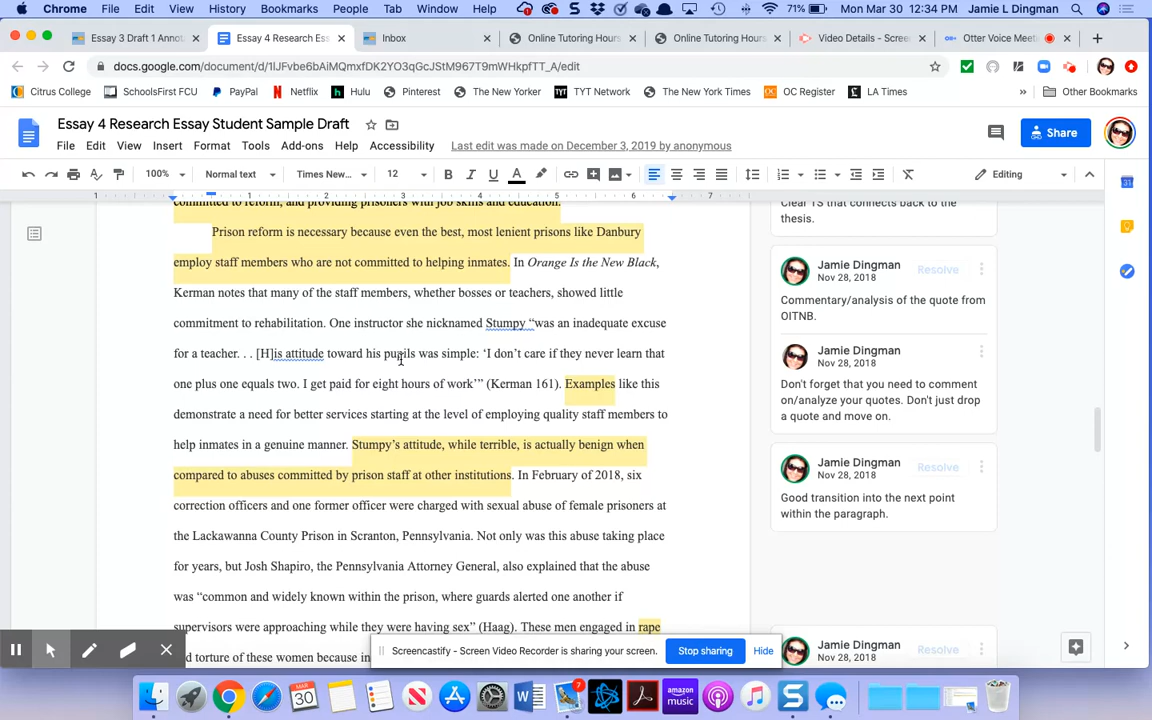 Chrome File Edit View History Bookmarks People Tab Window Help 71% Mon Mar 30 12:34 PM Jamie L Dingman
Essay 3 Draft 1 Annot Essay 4 Research Ess Inbox Online Tutoring Hours Online Tutoring Hours Video Details - Scree Otter Voice Meet
docs.google.com/document/d/1IJFvbe6bAiMQmxfDK2YO3qGcJStM967T9mWHkpfTT_A/edit
Citrus College SchoolsFirst FCU PayPal Netflix Hulu Pinterest The New Yorker TYT Network The New York Times OC Register LA Times » Other Bookmarks
Essay 4 Research Essay Student Sample Draft
Share
File Edit View Insert Format Tools Add-ons Help Accessibility Last edit was made on December 3, 2019 by anonymous
100% Normal text Times New... 12 B I U A Editing
1 1 2 3 4 5 6 7
committed to reform, and providing prisoners with job skills and education.
Prison reform is necessary because even the best, most lenient prisons like Danbury
employ staff members who are not committed to helping inmates. In Orange Is the New Black,
Kerman notes that many of the staff members, whether bosses or teachers, showed little
commitment to rehabilitation. One instructor she nicknamed Stumpy “was an inadequate excuse
for a teacher. . . [H]is attitude toward his pupils was simple: ‘I don’t care if they never learn that
one plus one equals two. I get paid for eight hours of work’” (Kerman 161). Examples like this
demonstrate a need for better services starting at the level of employing quality staff members to
help inmates in a genuine manner. Stumpy’s attitude, while terrible, is actually benign when
compared to abuses committed by prison staff at other institutions. In February of 2018, six
correction officers and one former officer were charged with sexual abuse of female prisoners at
the Lackawanna County Prison in Scranton, Pennsylvania. Not only was this abuse taking place
for years, but Josh Shapiro, the Pennsylvania Attorney General, also explained that the abuse
was “common and widely known within the prison, where guards alerted one another if
supervisors were approaching while they were having sex” (Haag). These men engaged in rape
torture of these women because in
Clear TS that connects back to the
thesis.
Jamie Dingman
Nov 28, 2018
Resolve
Commentary/analysis of the quote from
OITNB.
Jamie Dingman
Nov 28, 2018
Don't forget that you need to comment
on/analyze your quotes. Don't just drop
a quote and move on.
Jamie Dingman
Nov 28, 2018
Resolve
Good transition into the next point
within the paragraph.
Jamie Dingman
Nov 28, 2018
Resolve
Screencastify - Screen Video Recorder is sharing your screen. Stop sharing Hide
MAR
30
7
amazon
music